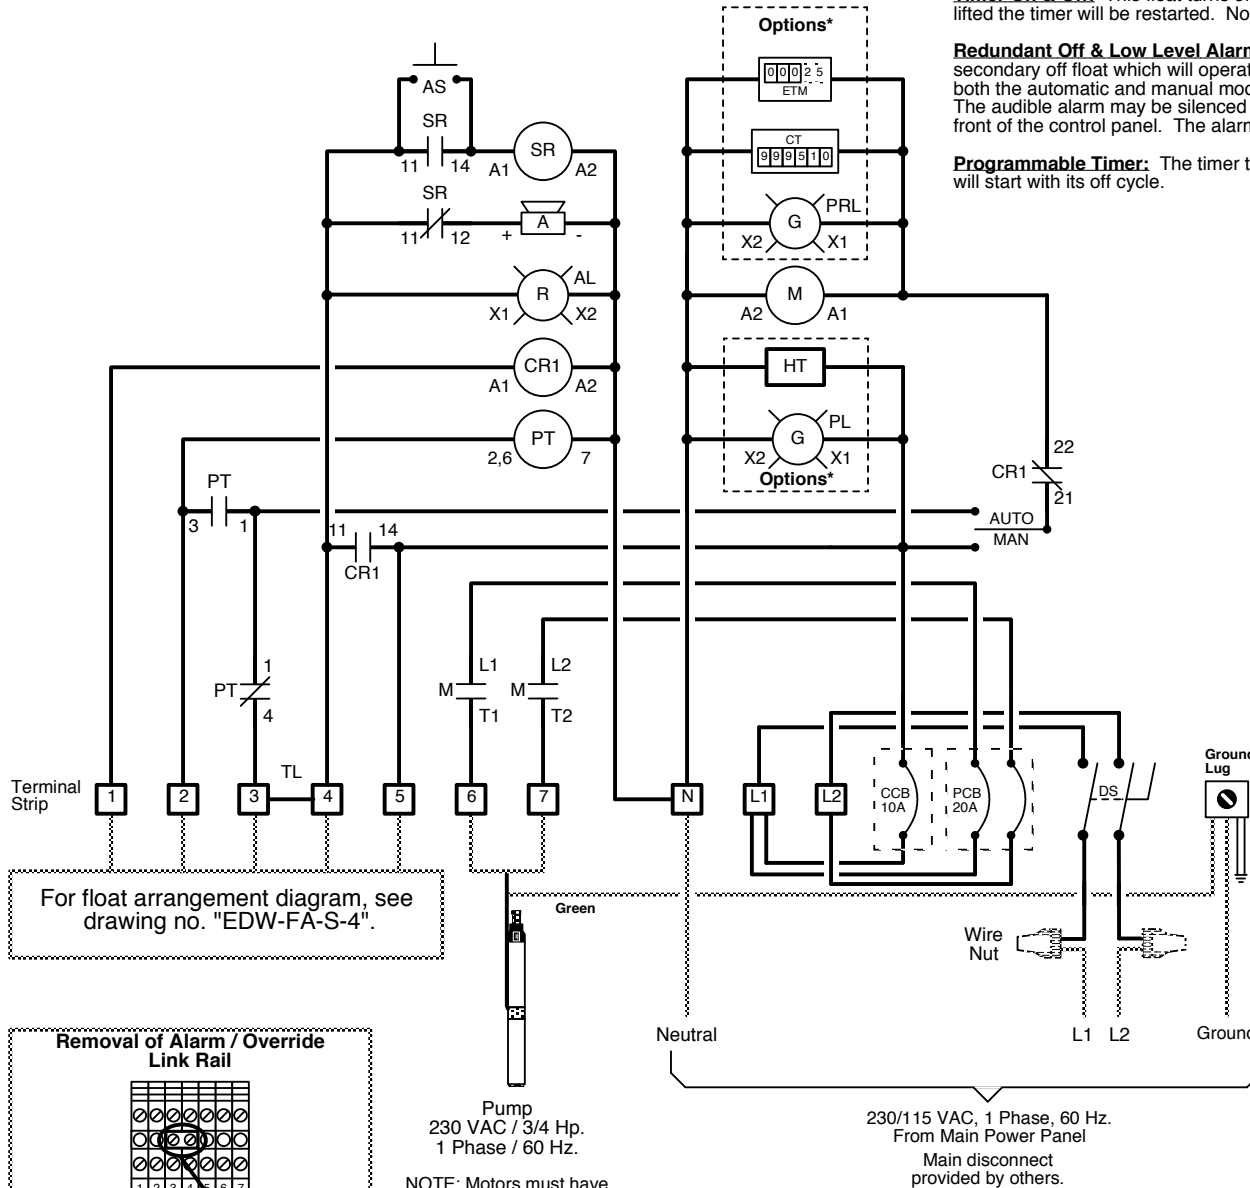 Options*
0 0 0 2 5
ETM
CT
9 9 9 5 1 0
PRL
G
X2 X1
M
A2 A1
HT
PL
G
X2 X1
Options*
lifted the timer will be restarted. No
Redundant Off & Low Level Alarm
secondary off float which will operat
both the automatic and manual mod
The audible alarm may be silenced
front of the control panel. The alarm
Programmable Timer: The timer t
will start with its off cycle.
AS
SR
11 14
SR
A1 A2
SR
11 12
+ A -
AL
R
X1 X2
CR1
A1 A2
PT
2,6 7
PT
3 1
11 14
CR1
22
CR1
21
AUTO
MAN
1
PT
4
L1
M
T1
L2
M
T2
TL
Terminal
Strip
1 2 3 4 5 6 7 N L1 L2
CCB
10A
PCB
20A
DS
Ground
Lug
For float arrangement diagram, see
drawing no. "EDW-FA-S-4".
Green
Wire
Nut
Neutral
L1 L2 Ground
Removal of Alarm / Override
Link Rail
1 2 3 4 5 6 7
Pump
230 VAC / 3/4 Hp.
1 Phase / 60 Hz.
NOTE: Motors must have
230/115 VAC, 1 Phase, 60 Hz.
From Main Power Panel
Main disconnect
provided by others.